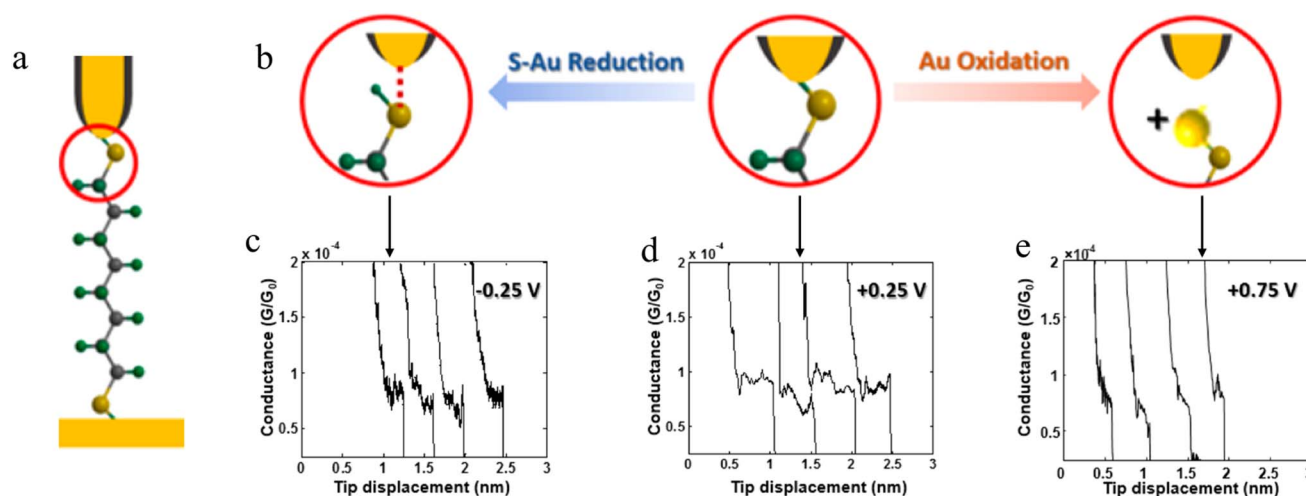 a
b
S-Au Reduction
Au Oxidation
+
c
2 × 10⁻⁴
-0.25 V
1.5
1
0.5
0 0.5 1 1.5 2 2.5 3
Conductance (G/G₀)
Tip displacement (nm)
d
2 × 10⁻⁴
+0.25 V
1.5
1
0.5
0 0.5 1 1.5 2 2.5 3
Conductance (G/G₀)
Tip displacement (nm)
e
2 ×10⁻⁴
+0.75 V
1.5
1
0.5
0 0.5 1 1.5 2 2.5 3
Conductance (G/G₀)
Tip displacement (nm)